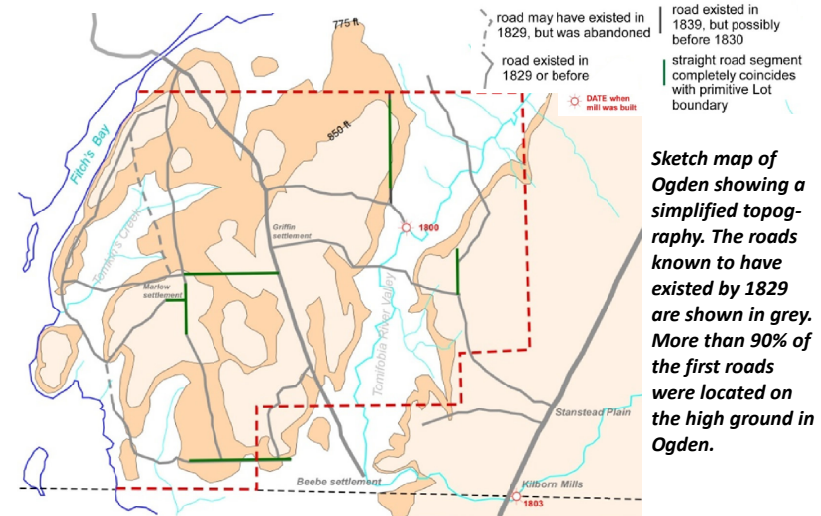 road may have existed in
1829, but was abandoned
road existed in
1829 or before
road existed in
1839, but possibly
before 1830
straight road segment
completely coincides
with primitive Lot
boundary
DATE when
mill was built
775 ft
850 ft
Fitch's Bay
Tomkin's Creek
Griffin
settlement
1800
Marlow
settlement
Tomifobia River Valley
Stanstead Plain
Beebe settlement
Kilborn Mills
1803
Sketch map of
Ogden showing a
simplified topog-
raphy. The roads
known to have
existed by 1829
are shown in grey.
More than 90% of
the first roads
were located on
the high ground in
Ogden.